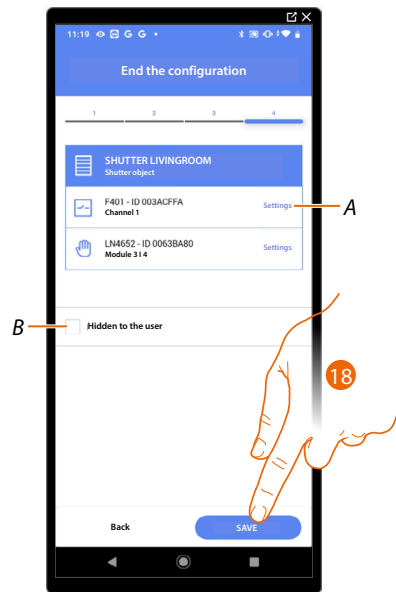 11:19 G G
End the configuration
1 2 3 4
SHUTTER LIVINGROOM
Shutter object
F401 - ID 003ACFFA
Channel 1
Settings
A
LN4652 - ID 0063BA80
Module 3 I 4
Settings
B
Hidden to the user
18
Back
SAVE